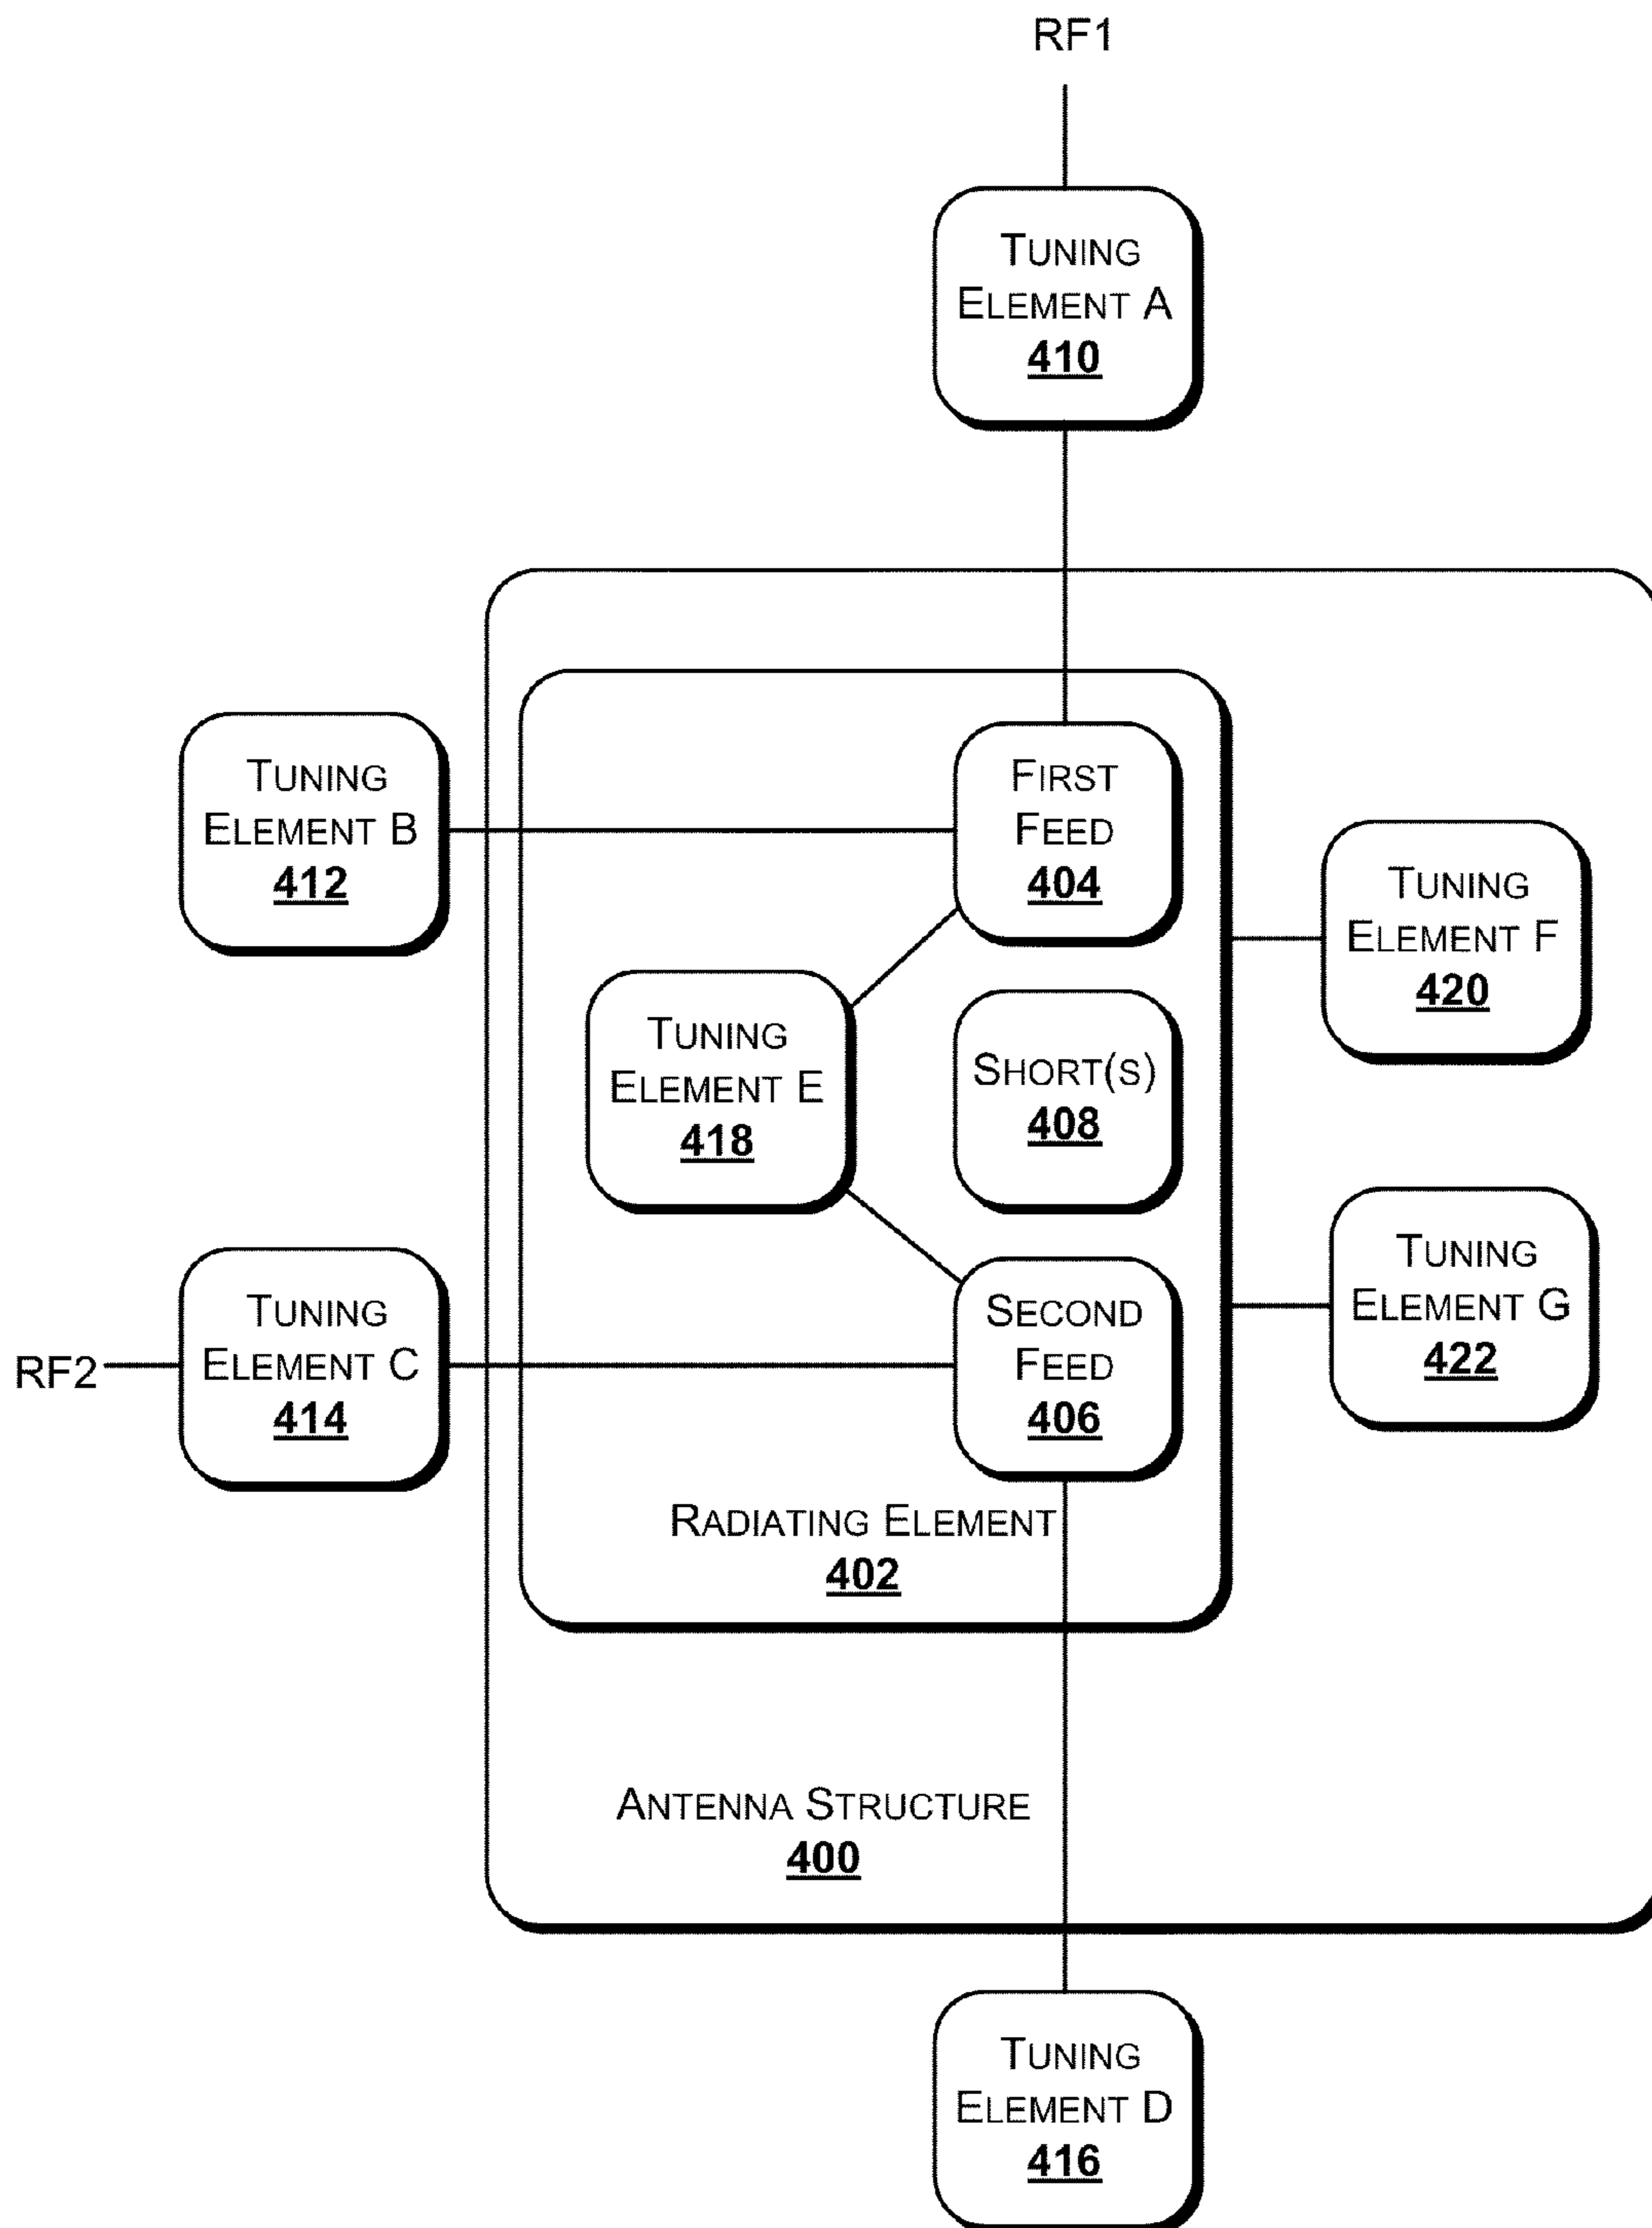 RF1
TUNING
ELEMENT A
410
TUNING
ELEMENT B
412
FIRST
FEED
404
TUNING
ELEMENT F
420
TUNING
ELEMENT E
418
SHORT(S)
408
TUNING
ELEMENT G
422
RF2
TUNING
ELEMENT C
414
SECOND
FEED
406
RADIATING ELEMENT
402
ANTENNA STRUCTURE
400
TUNING
ELEMENT D
416